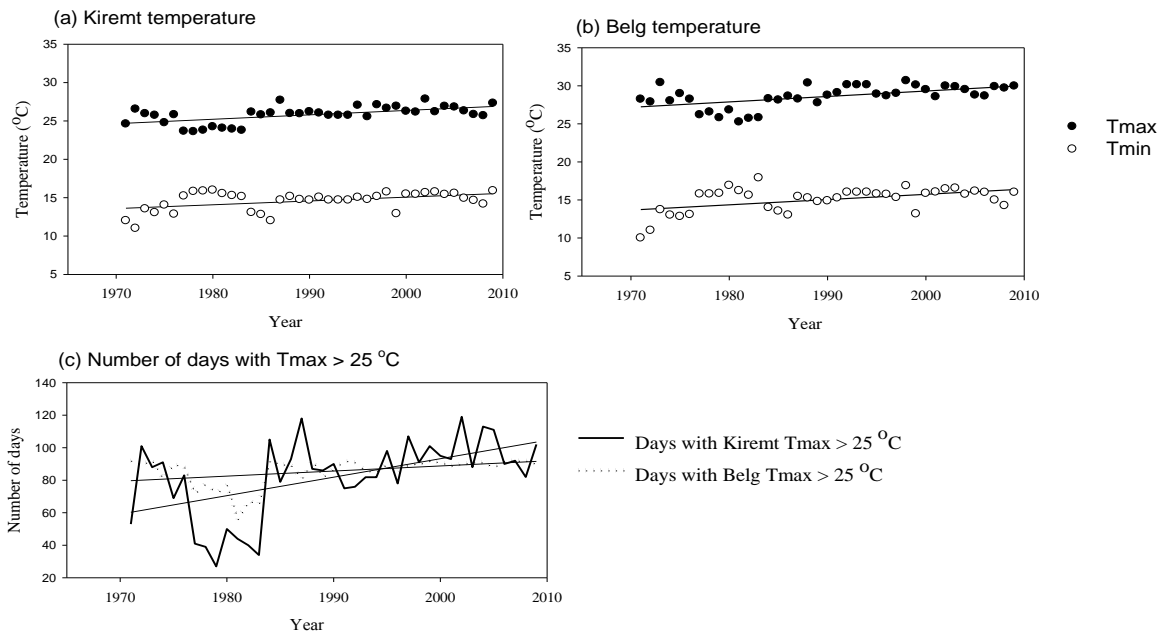 (a) Kiremt temperature
35
30
25
20
15
10
5
Temperature (°C)
1970 1980 1990 2000 2010
Year
(b) Belg temperature
35
30
25
20
15
10
5
Temperature (°C)
1970 1980 1990 2000 2010
Year
Tmax
Tmin
(c) Number of days with Tmax > 25 °C
140
120
100
80
60
40
20
Number of days
1970 1980 1990 2000 2010
Year
Days with Kiremt Tmax > 25 °C
Days with Belg Tmax > 25 °C